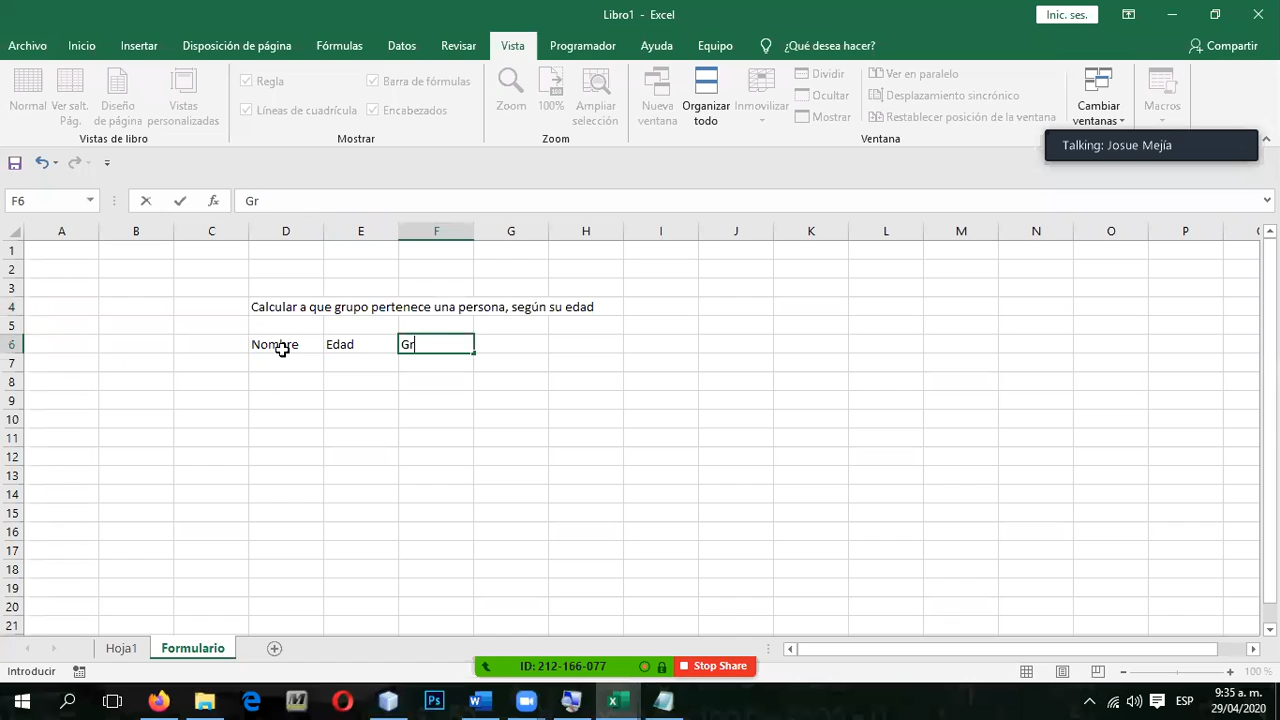 Libro1 - Excel
Inic. ses.
Archivo Inicio Insertar Disposición de página Fórmulas Datos Revisar Vista Programador Ayuda Equipo ¿Qué desea hacer? Compartir
Normal
Ver salt. Pág.
Diseño de página
Vistas personalizadas
Vistas de libro
Regla
Barra de fórmulas
Líneas de cuadrícula
Encabezados
Mostrar
Zoom
100%
Ampliar selección
Zoom
Nueva ventana
Organizar todo
Inmovilizar
Dividir
Ocultar
Mostrar
Ver en paralelo
Desplazamiento sincrónico
Restablecer posición de la ventana
Cambiar ventanas
Ventana
Macros
Talking: Josue Mejía
F6
fx
Gr
A B C D E F G H I J K L M N O P
1
2
3
4 Calcular a que grupo pertenece una persona, según su edad
5
6 Nombre Edad Gr
7
8
9
10
11
12
13
14
15
16
17
18
19
20
21
Hoja1 Formulario
Introducir
ID: 212-166-077
Stop Share
100 %
ESP
9:35 a. m.
29/04/2020